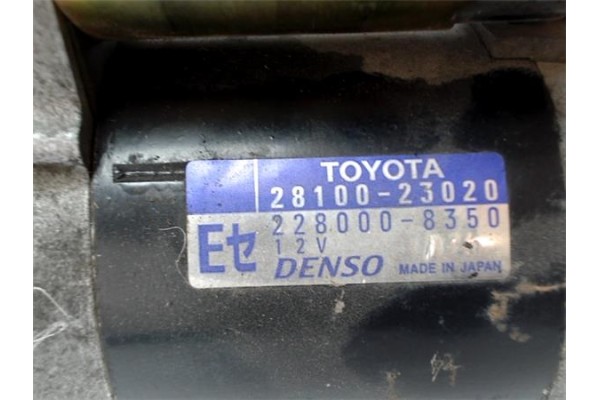 TOYOTA
28100-23020
228000-8350
12V
Eセ
DENSO MADE IN JAPAN